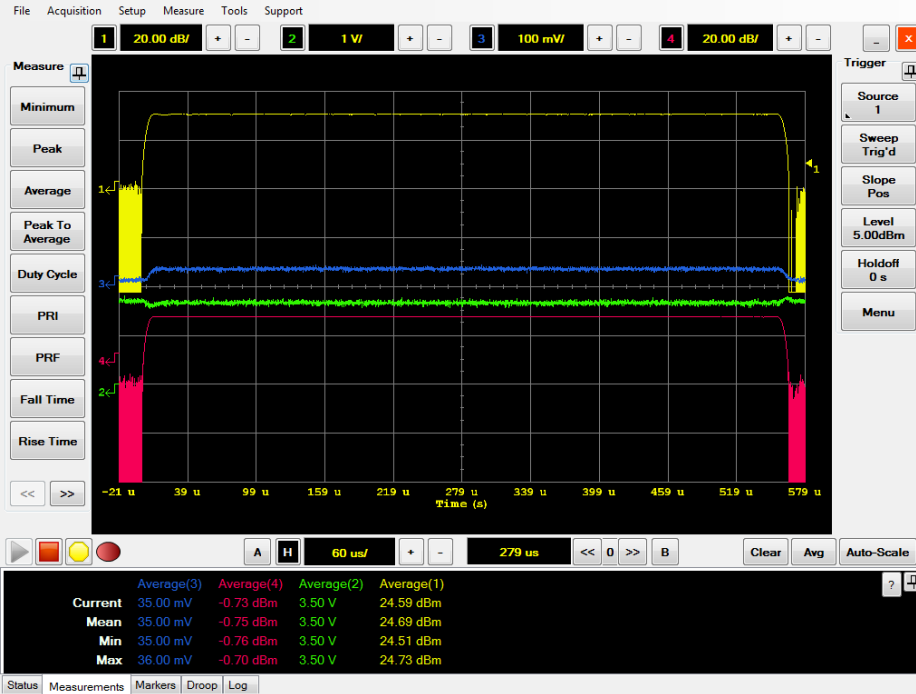 File Acquisition Setup Measure Tools Support
1 20.00 dB/ + - 2 1 V/ + - 3 100 mV/ + - 4 20.00 dB/ + - _ X
Measure
Minimum
Peak
Average
Peak To
Average
Duty Cycle
PRI
PRF
Fall Time
Rise Time
<< >>
1
3
4
2
1
-21 u 39 u 99 u 159 u 219 u 279 u 339 u 399 u 459 u 519 u 579 u
Time (s)
Trigger
Source
1
Sweep
Trig'd
Slope
Pos
Level
5.00dBm
Holdoff
0 s
Menu
A H 60 us/ + - 279 us << 0 >> B Clear Avg Auto-Scale
Average(3) Average(4) Average(2) Average(1) ?
Current 35.00 mV -0.73 dBm 3.50 V 24.59 dBm
Mean 35.00 mV -0.75 dBm 3.50 V 24.69 dBm
Min 35.00 mV -0.76 dBm 3.50 V 24.51 dBm
Max 36.00 mV -0.70 dBm 3.50 V 24.73 dBm
Status Measurements Markers Droop Log